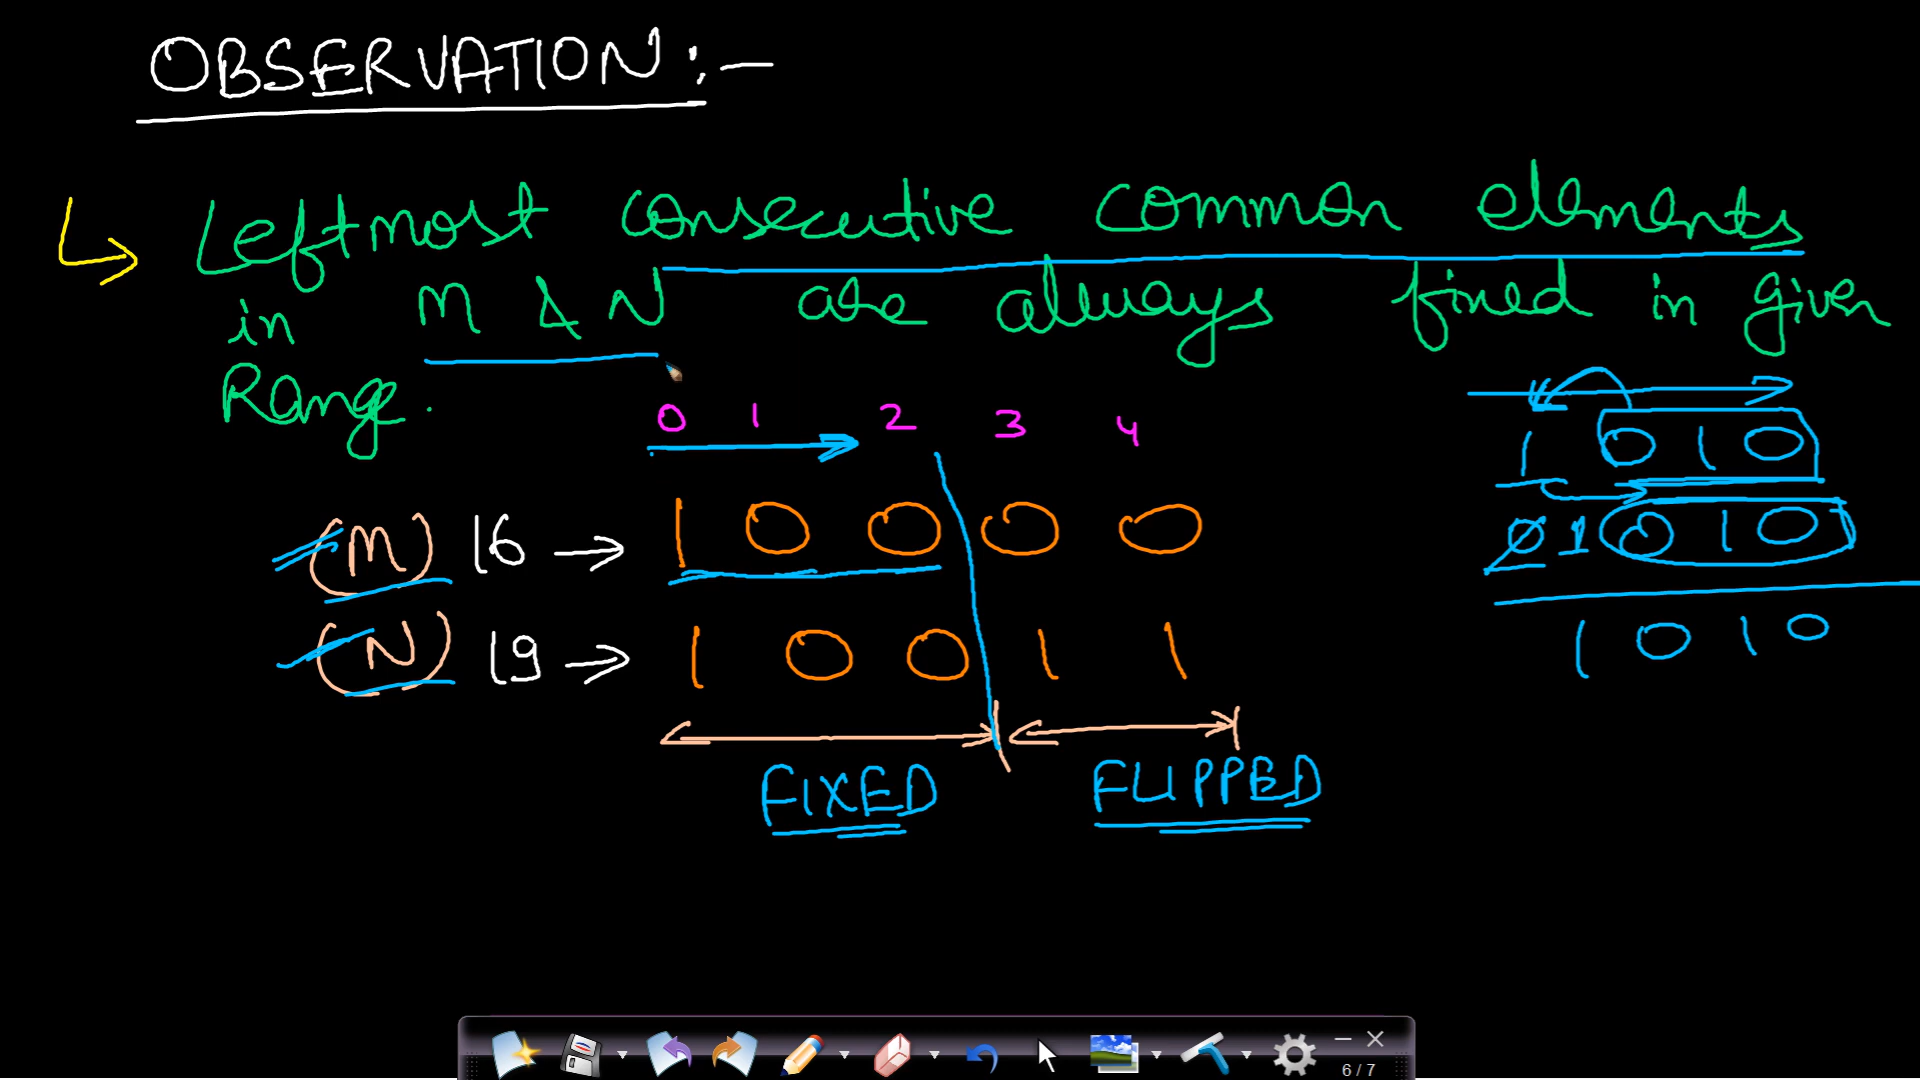 OBSERVATION :-
Leftmost consecutive common elements
in M & N are always fixed in given
Range.
0 1 2 3 4
(M) 16 → 1 0 0 0 0
(N) 19 → 1 0 0 1 1
FIXED FLIPPED
1 0 1 0
0 1 0 1 0
1 0 1 0
6 / 7